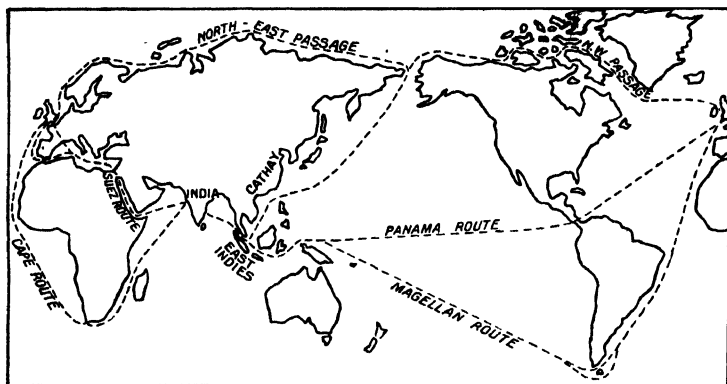 NORTH-EAST PASSAGE
N.W. PASSAGE
CATHAY
SUEZ ROUTE
INDIA
CAPE ROUTE
EAST
INDIES
PANAMA ROUTE
MAGELLAN ROUTE